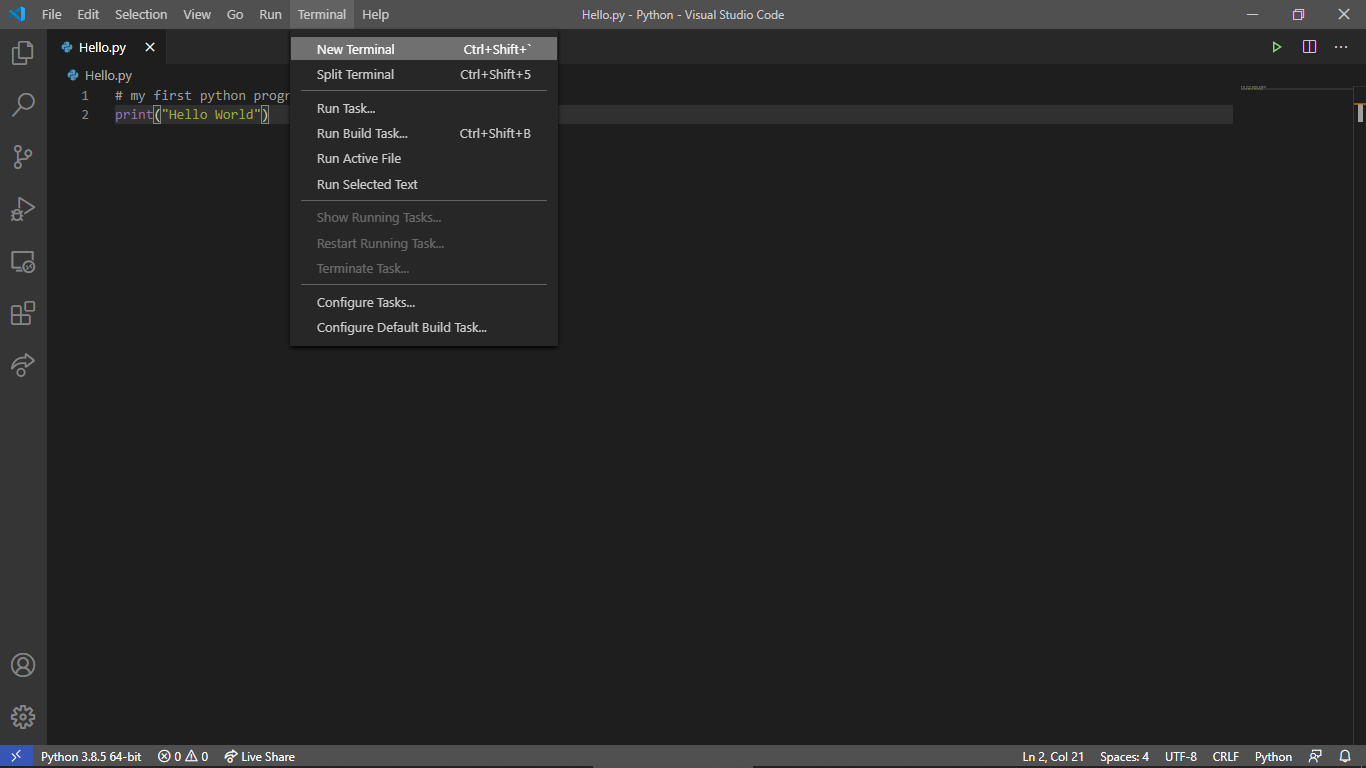 File Edit Selection View Go Run Terminal Help Hello.py - Python - Visual Studio Code
Hello.py
Hello.py
1 # my first python progr
2 print("Hello World")
New Terminal Ctrl+Shift+`
Split Terminal Ctrl+Shift+5
Run Task...
Run Build Task... Ctrl+Shift+B
Run Active File
Run Selected Text
Show Running Tasks...
Restart Running Task...
Terminate Task...
Configure Tasks...
Configure Default Build Task...
Python 3.8.5 64-bit 0 0 Live Share Ln 2, Col 21 Spaces: 4 UTF-8 CRLF Python